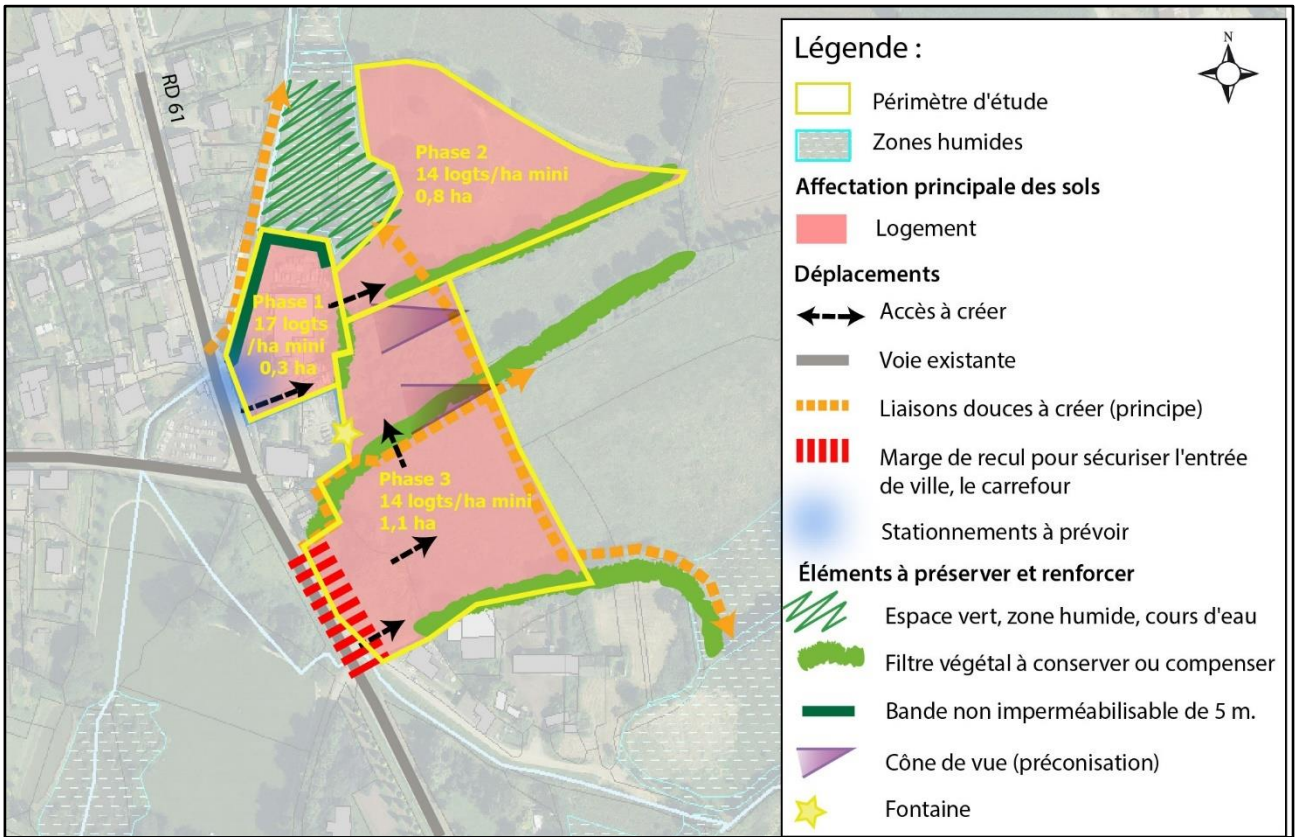 RD 61
Phase 2
14 logts/ha mini
0,8 ha
Phase 1
17 logts
/ha mini
0,3 ha
Phase 3
14 logts/ha mini
1,1 ha
Légende :
N
Périmètre d'étude
Zones humides
Affectation principale des sols
Logement
Déplacements
Accès à créer
Voie existante
Liaisons douces à créer (principe)
Marge de recul pour sécuriser l'entrée
de ville, le carrefour
Stationnements à prévoir
Éléments à préserver et renforcer
Espace vert, zone humide, cours d'eau
Filtre végétal à conserver ou compenser
Bande non imperméabilisable de 5 m.
Cône de vue (préconisation)
Fontaine